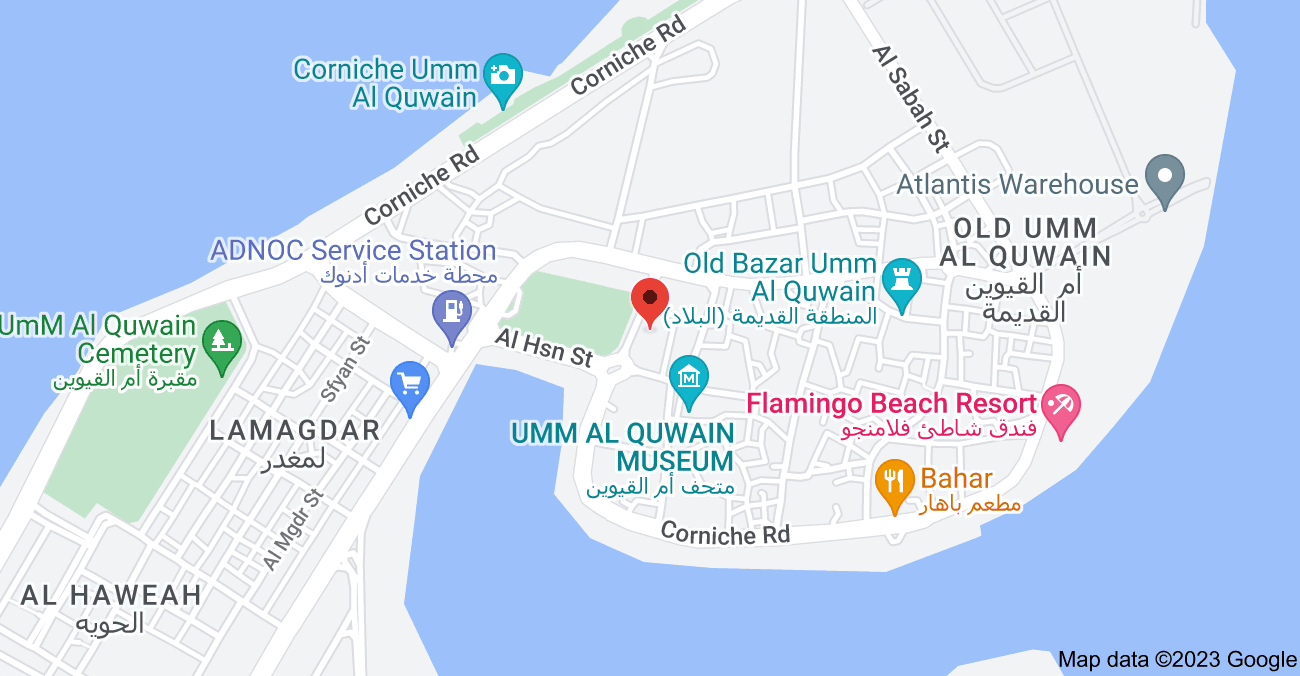 Corniche Rd
Al Sabah St
Corniche Umm
Al Quwain
Corniche Rd
Atlantis Warehouse
OLD UMM
AL QUWAIN
أم القيوين
القديمة
ADNOC Service Station
محطة خدمات أدنوك
Old Bazar Umm
Al Quwain
المنطقة القديمة (البلاد)
UmM Al Quwain
Cemetery
مقبرة أم القيوين
Sfyan St
Al Hsn St
Flamingo Beach Resort
فندق شاطئ فلامنجو
LAMAGDAR
لمغدر
UMM AL QUWAIN
MUSEUM
متحف أم القيوين
Bahar
مطعم باهار
Al Mgdr St
Corniche Rd
AL HAWEAH
الحويه
Map data ©2023 Google